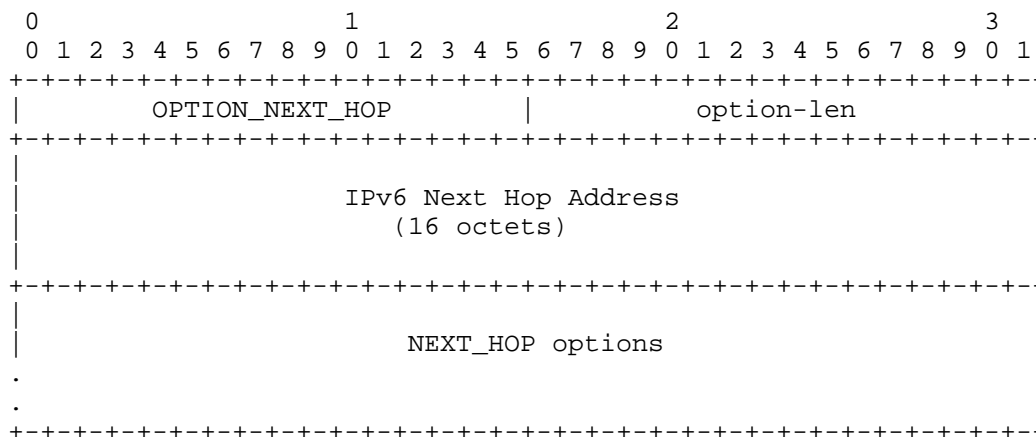 0                   1                   2                   3
 0 1 2 3 4 5 6 7 8 9 0 1 2 3 4 5 6 7 8 9 0 1 2 3 4 5 6 7 8 9 0 1
+-+-+-+-+-+-+-+-+-+-+-+-+-+-+-+-+-+-+-+-+-+-+-+-+-+-+-+-+-+-+-+-
|        OPTION_NEXT_HOP        |          option-len
+-+-+-+-+-+-+-+-+-+-+-+-+-+-+-+-+-+-+-+-+-+-+-+-+-+-+-+-+-+-+-+-
|
|                    IPv6 Next Hop Address
|                       (16 octets)
|
+-+-+-+-+-+-+-+-+-+-+-+-+-+-+-+-+-+-+-+-+-+-+-+-+-+-+-+-+-+-+-+-
|
|                        NEXT_HOP options
.
.
+-+-+-+-+-+-+-+-+-+-+-+-+-+-+-+-+-+-+-+-+-+-+-+-+-+-+-+-+-+-+-+-